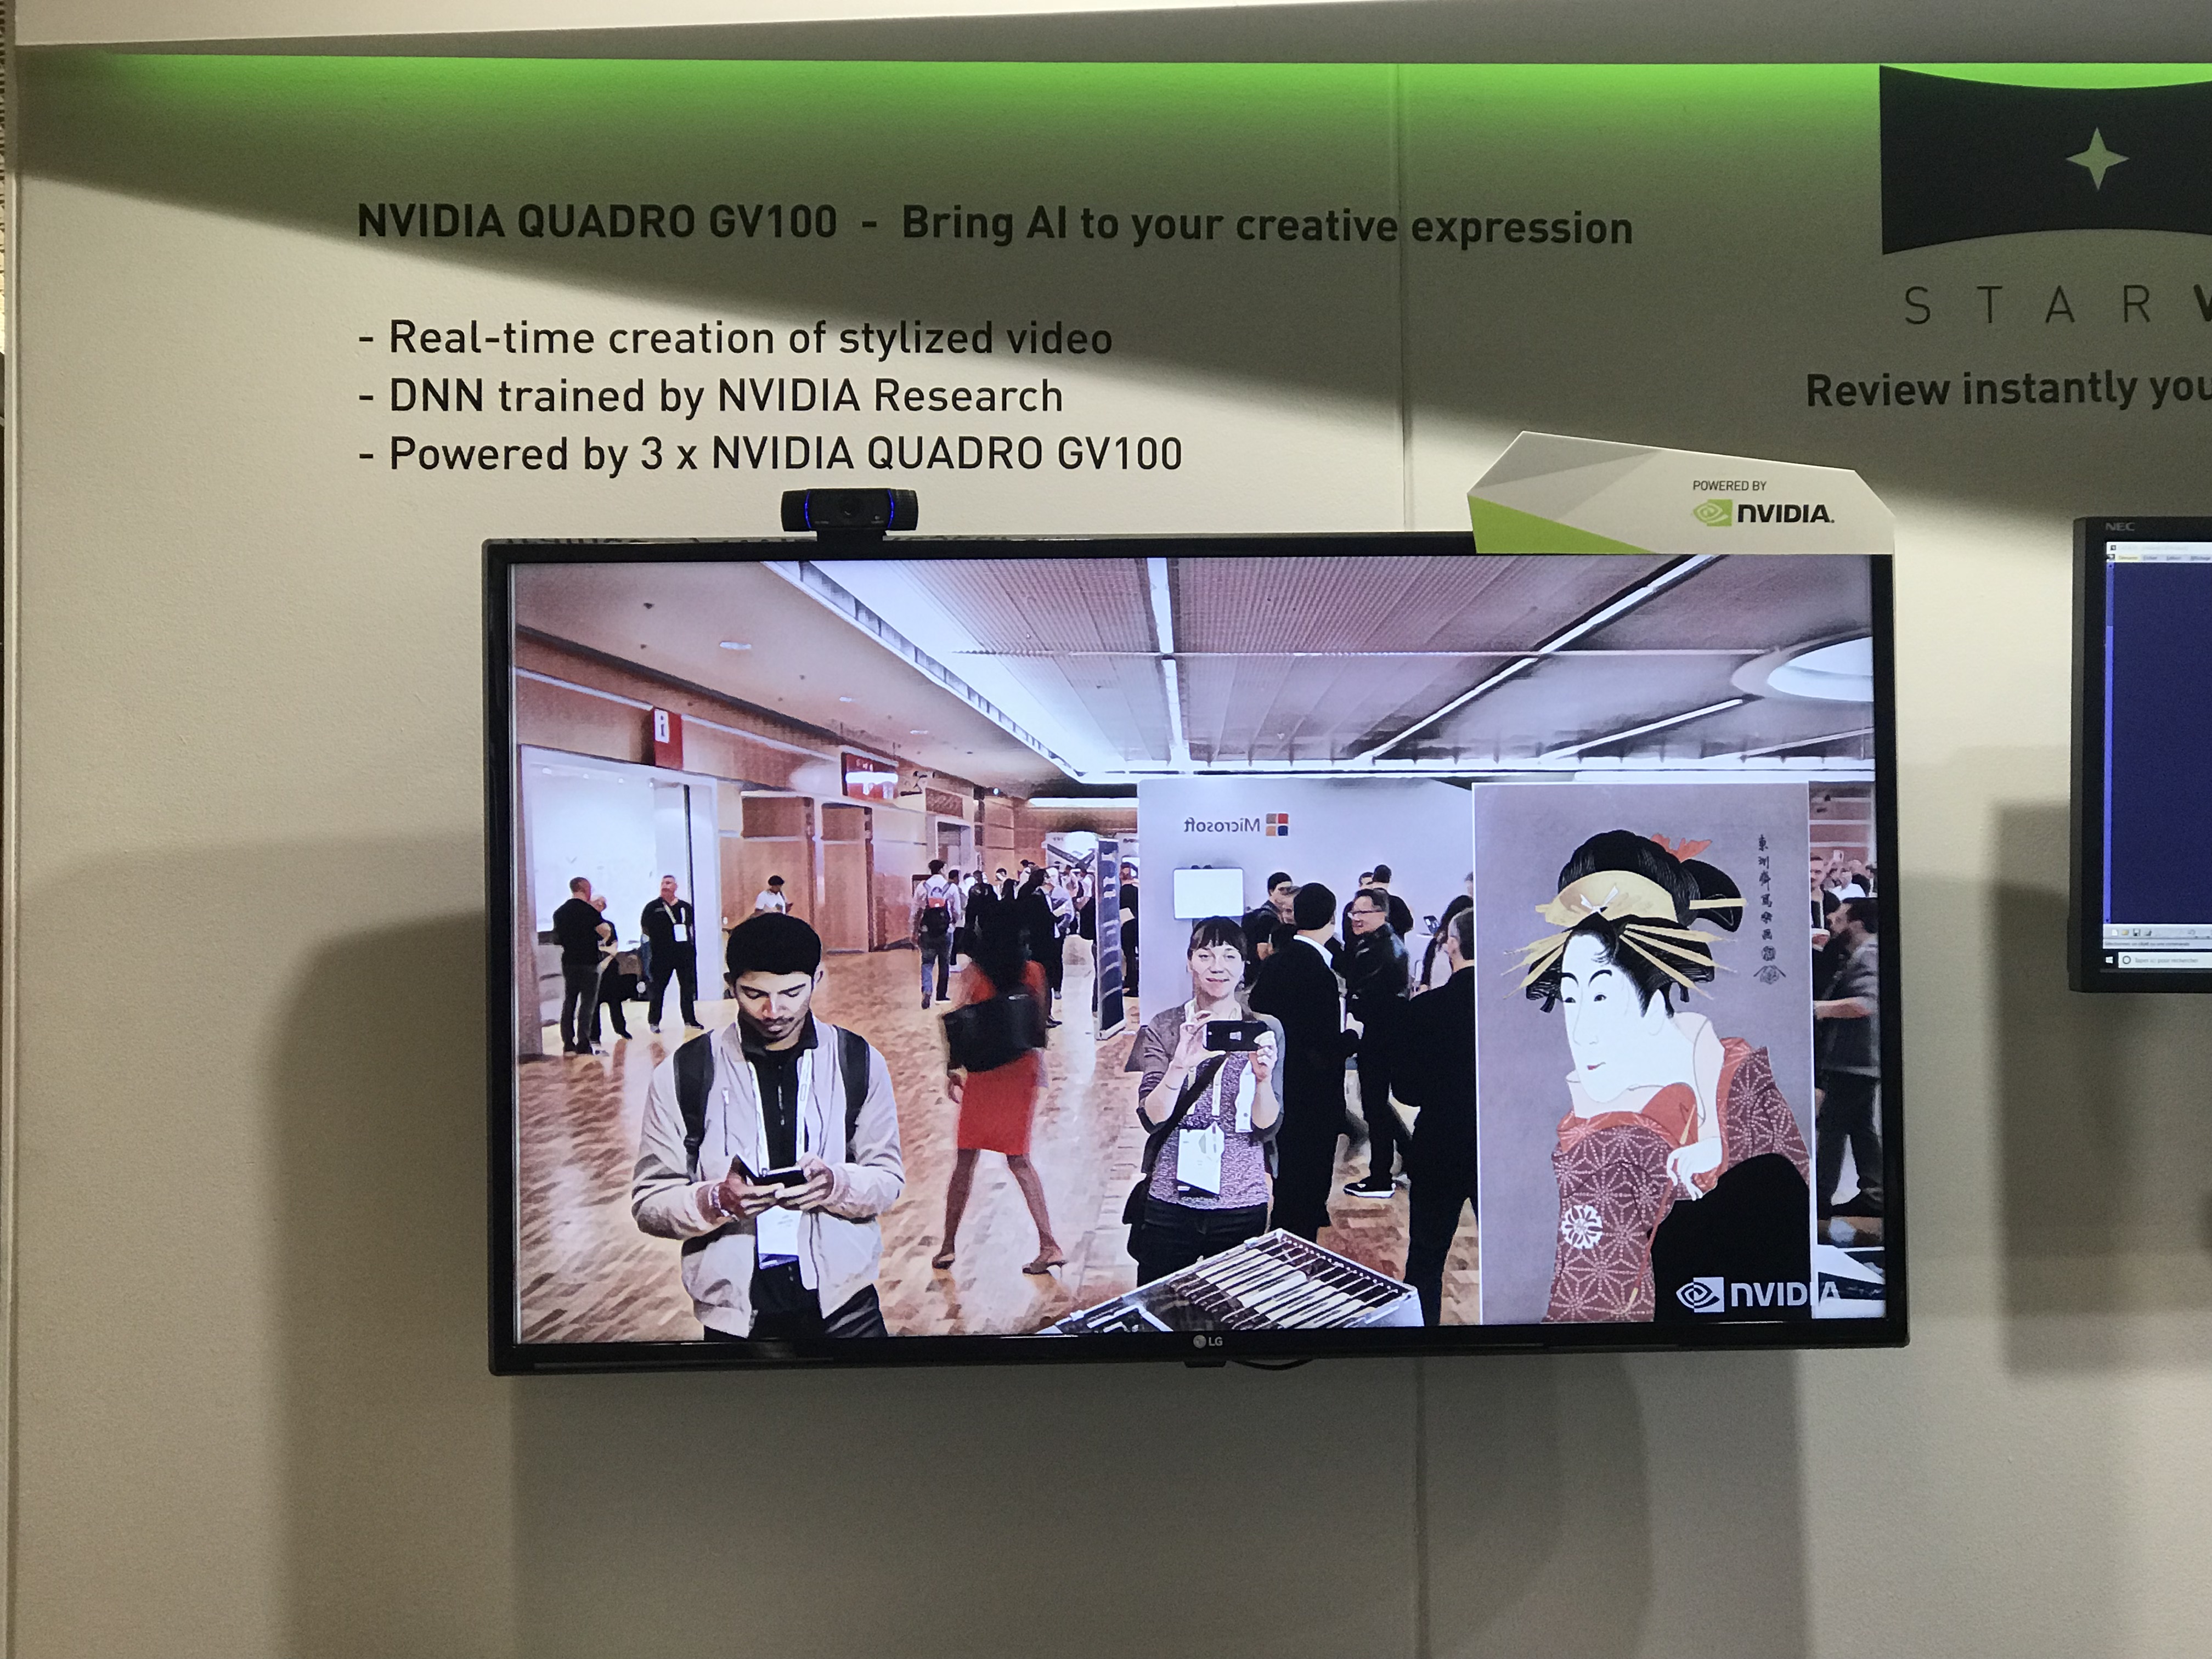 NVIDIA QUADRO GV100 - Bring AI to your creative expression
- Real-time creation of stylized video
- DNN trained by NVIDIA Research
- Powered by 3 x NVIDIA QUADRO GV100
STAR
Review instantly
POWERED BY
NVIDIA.
NEC
i
Microsoft
NVIDIA
LG